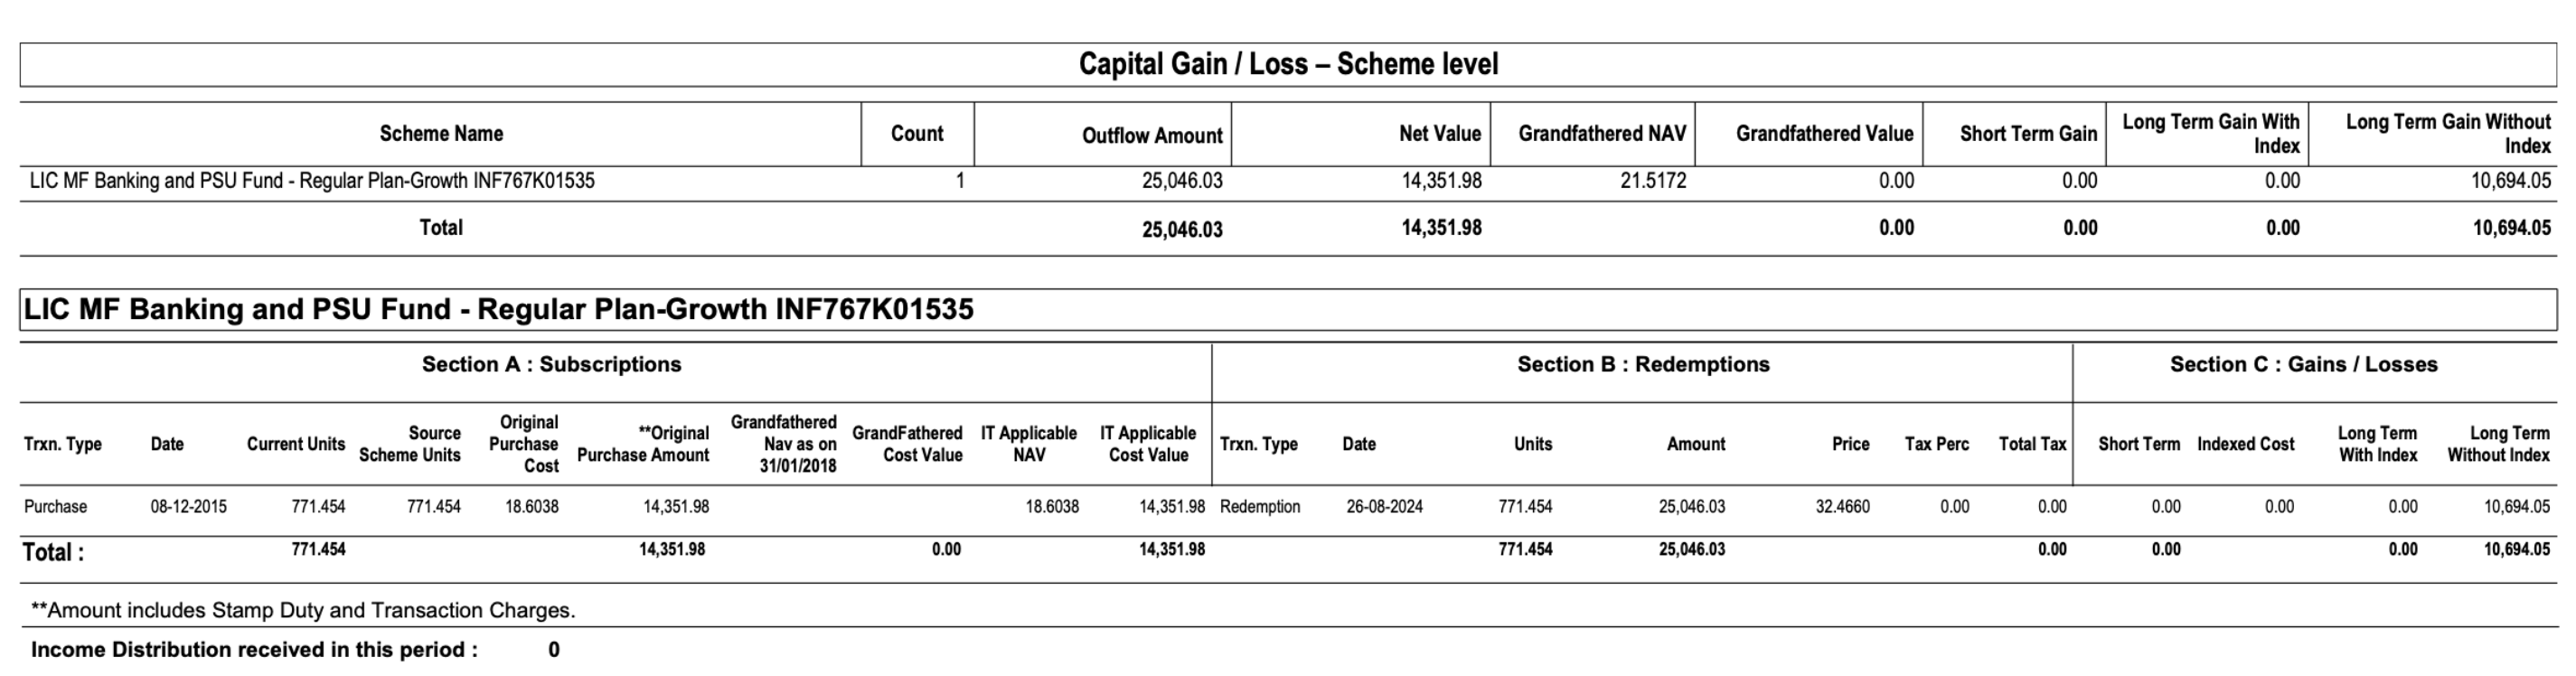 Capital Gain / Loss – Scheme level
Scheme Name Count Outflow Amount Net Value Grandfathered NAV Grandfathered Value Short Term Gain Long Term Gain With Index Long Term Gain Without Index
LIC MF Banking and PSU Fund - Regular Plan-Growth INF767K01535 1 25,046.03 14,351.98 21.5172 0.00 0.00 0.00 10,694.05
Total 25,046.03 14,351.98 0.00 0.00 0.00 10,694.05
LIC MF Banking and PSU Fund - Regular Plan-Growth INF767K01535
Section A : Subscriptions Section B : Redemptions Section C : Gains / Losses
Trxn. Type Date Current Units Source Scheme Units Original Purchase Cost **Original Purchase Amount Grandfathered Nav as on 31/01/2018 GrandFathered Cost Value IT Applicable NAV IT Applicable Cost Value Trxn. Type Date Units Amount Price Tax Perc Total Tax Short Term Indexed Cost Long Term With Index Long Term Without Index
Purchase 08-12-2015 771.454 771.454 18.6038 14,351.98 18.6038 14,351.98 Redemption 26-08-2024 771.454 25,046.03 32.4660 0.00 0.00 0.00 0.00 0.00 10,694.05
Total : 771.454 14,351.98 0.00 14,351.98 771.454 25,046.03 0.00 0.00 0.00 10,694.05
**Amount includes Stamp Duty and Transaction Charges.
Income Distribution received in this period : 0